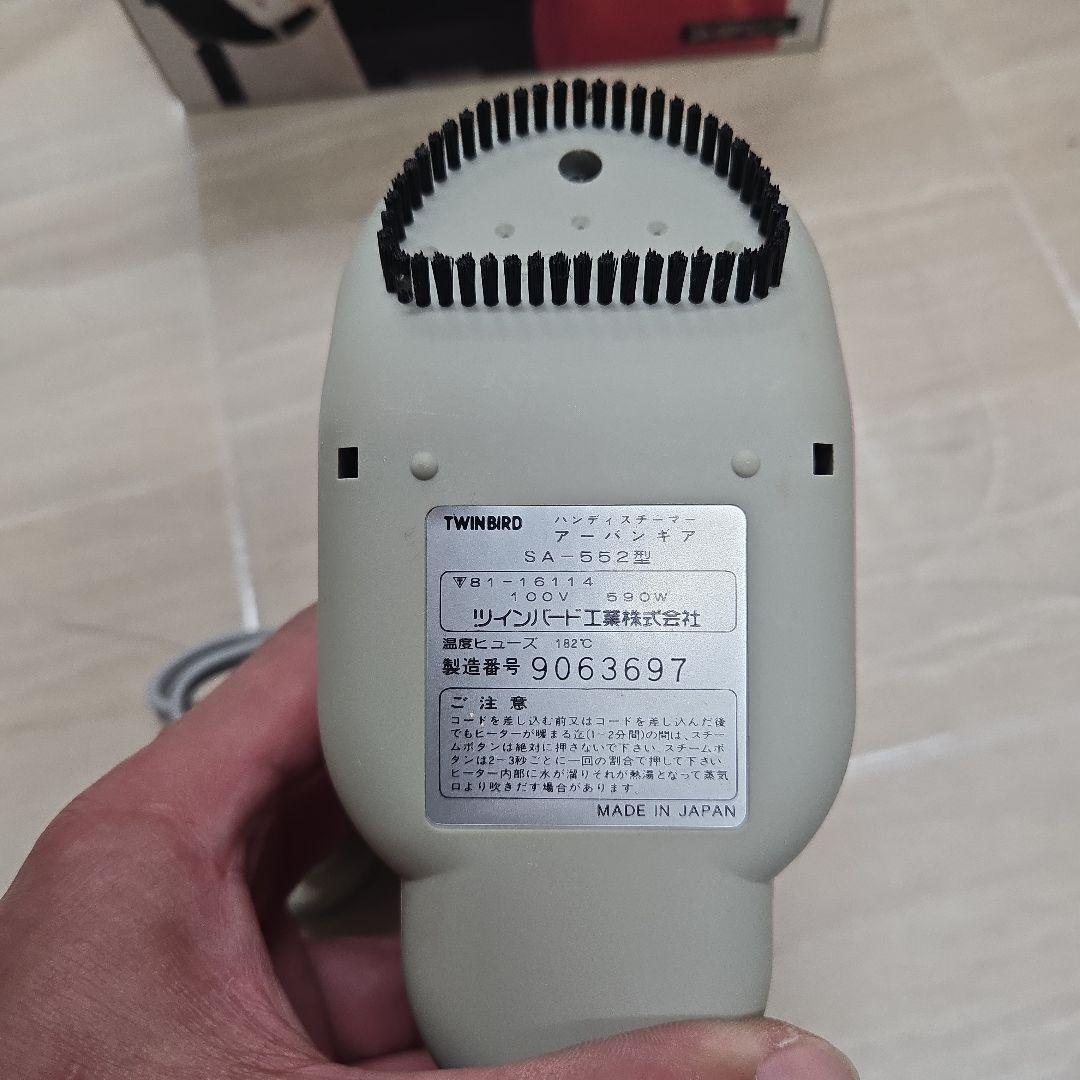 TWINBIRD
ハンディスチーマー
アーバンギア
SA-552型
81-16114
100V 590W
ツインバード工業株式会社
温度ヒューズ 182℃
製造番号 9063697
ご注意
コードを差し込む前又はコードを差し込んだ後
でもヒーターが暖まる迄(1~2分間)の間は、スチー
ムボタンは絶対に押さないで下さい。スチームボ
タンは2~3秒ごとに一回の割合で押して下さい
ヒーター内部に水が溜りそれが熱湯となって蒸気
口より吹きだす場合があります。
MADE IN JAPAN